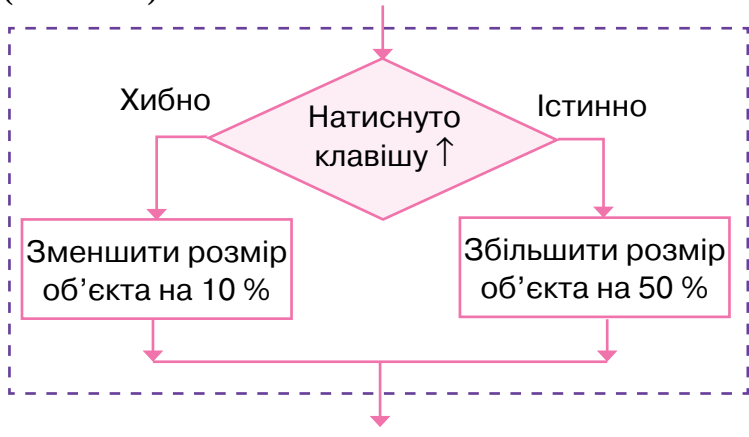 Хибно
Натиснуто
клавішу ↑
Істинно
Зменшити розмір
об’єкта на 10 %
Збільшити розмір
об’єкта на 50 %